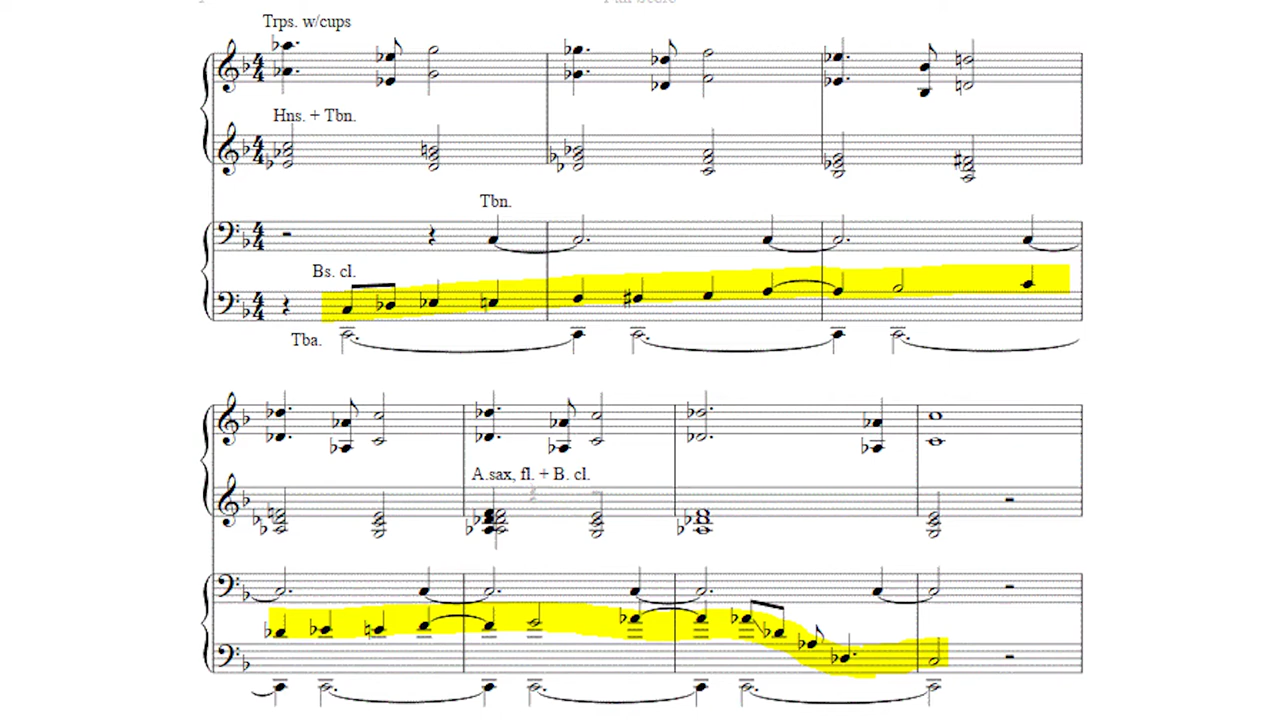 Trps. w/cups
Hns. + Tbn.
Tbn.
Bs. cl.
Tba.
A.sax, fl. + B. cl.